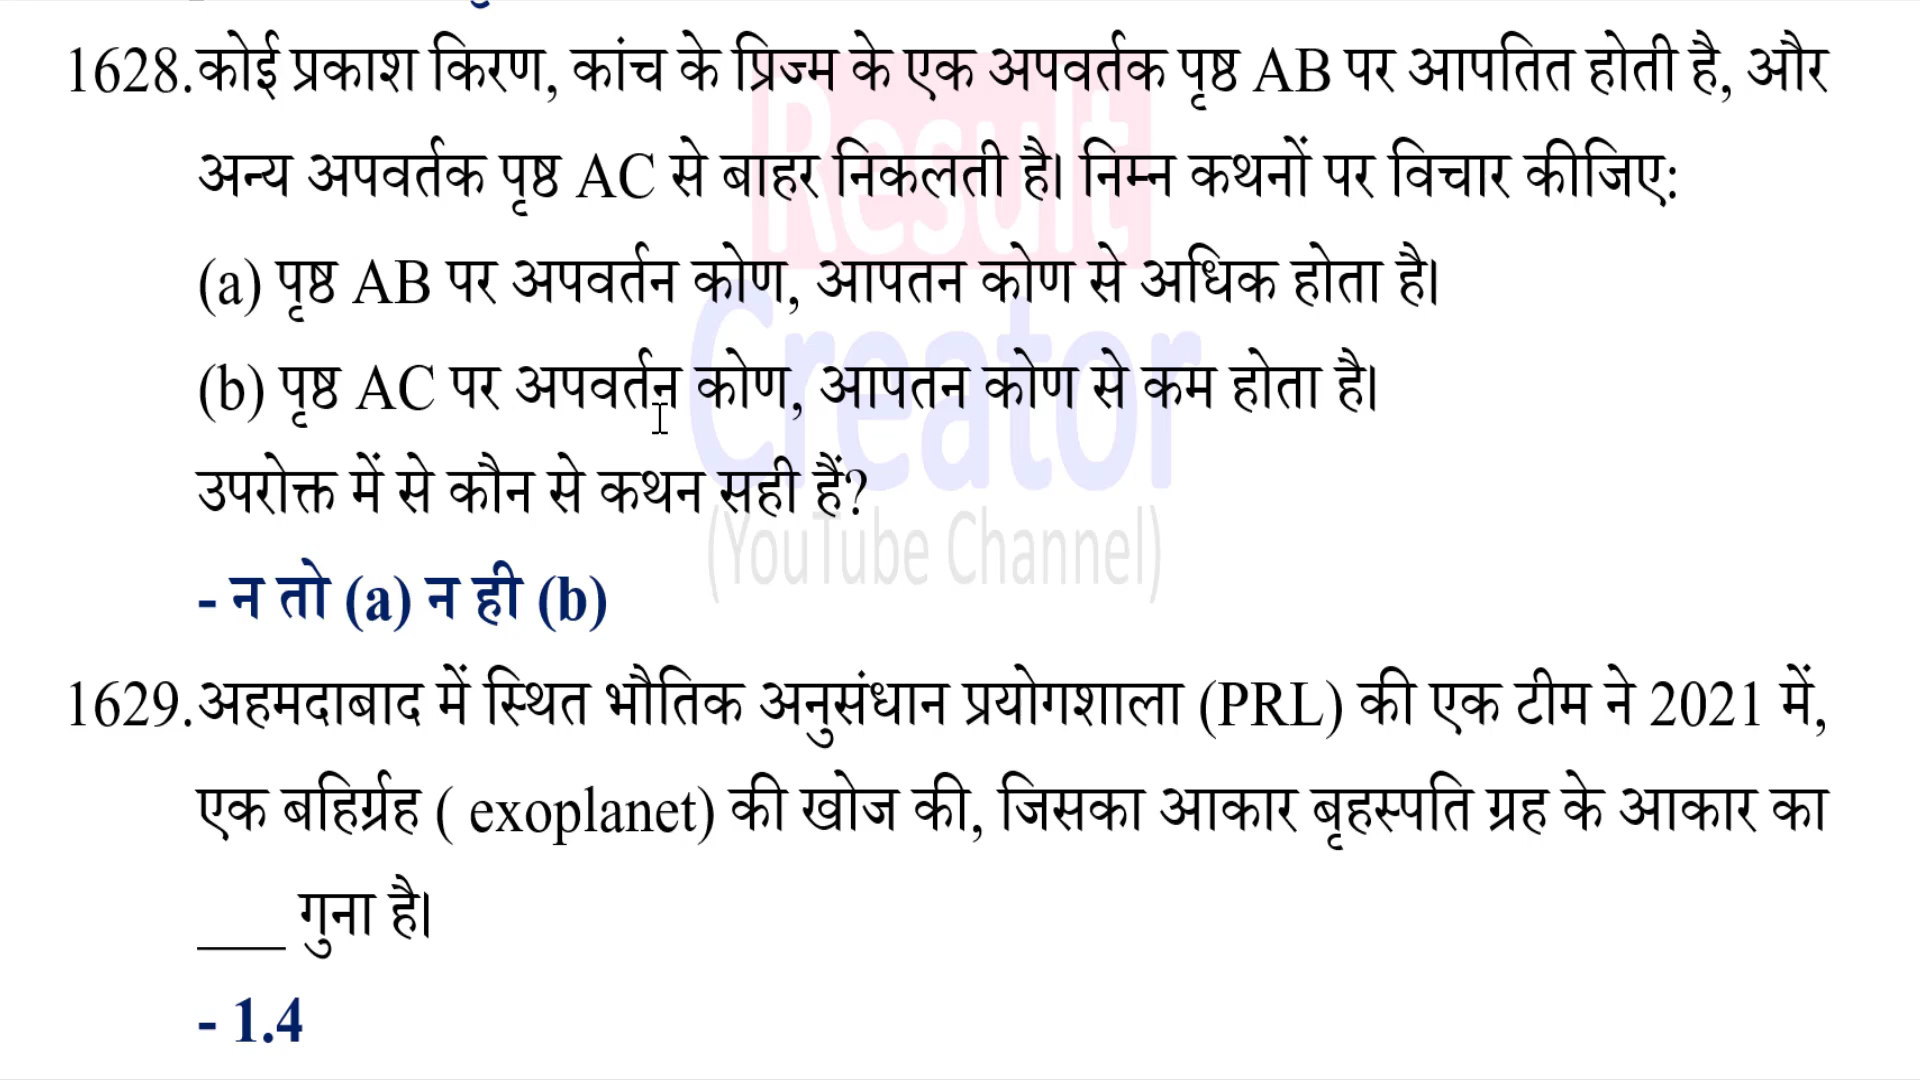 1628.कोई प्रकाश किरण, कांच के प्रिज्म के एक अपवर्तक पृष्ठ AB पर आपतित होती है, और
अन्य अपवर्तक पृष्ठ AC से बाहर निकलती है। निम्न कथनों पर विचार कीजिए:
(a) पृष्ठ AB पर अपवर्तन कोण, आपतन कोण से अधिक होता है।
(b) पृष्ठ AC पर अपवर्तन कोण, आपतन कोण से कम होता है।
उपरोक्त में से कौन से कथन सही हैं?
- न तो (a) न ही (b)
1629.अहमदाबाद में स्थित भौतिक अनुसंधान प्रयोगशाला (PRL) की एक टीम ने 2021 में,
एक बहिर्ग्रह ( exoplanet) की खोज की, जिसका आकार बृहस्पति ग्रह के आकार का
___ गुना है।
- 1.4
Result
Creator
(YouTube Channel)